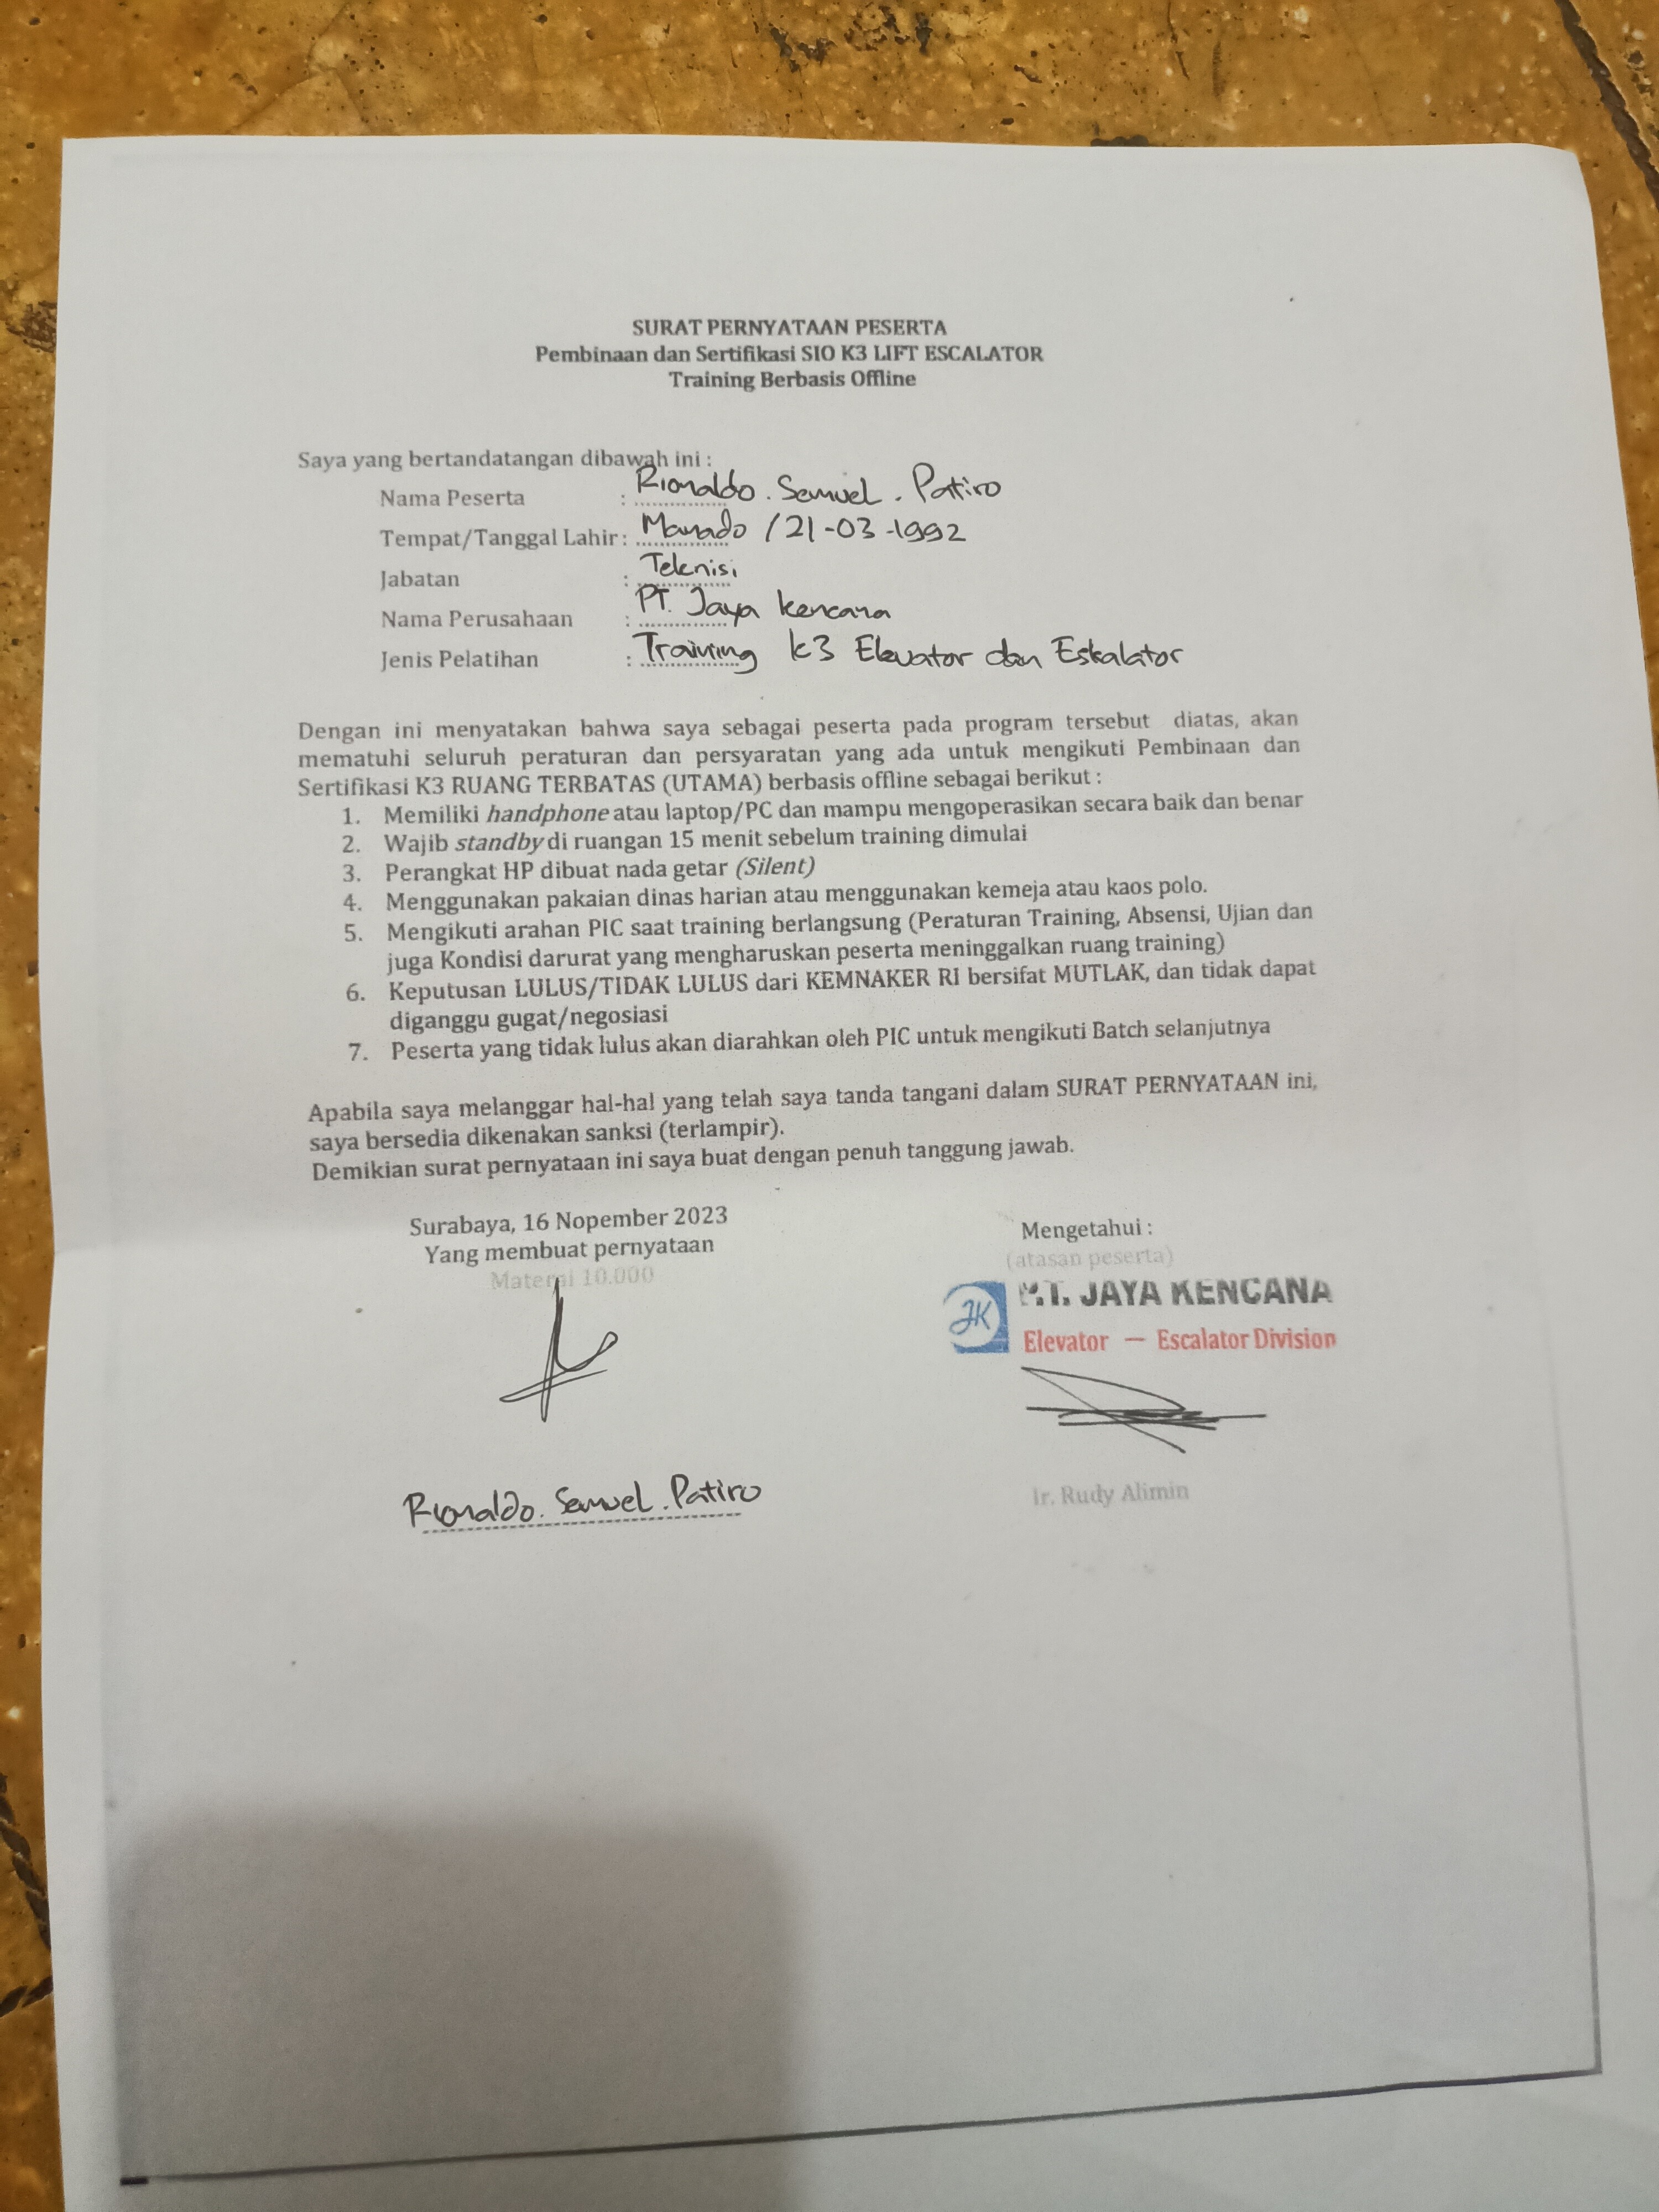 SURAT PERNYATAAN PESERTA
Pembinaan dan Sertifikasi SIO K3 LIFT ESCALATOR
Training Berbasis Offline
Saya yang bertandatangan dibawah ini :
Nama Peserta : Rionaldo . Samuel . Patiro
Tempat/Tanggal Lahir : Manado / 21-03-1992
Jabatan : Teknisi
Nama Perusahaan : PT. Jaya Kencana
Jenis Pelatihan : Training K3 Elevator dan Eskalator
Dengan ini menyatakan bahwa saya sebagai peserta pada program tersebut diatas, akan
mematuhi seluruh peraturan dan persyaratan yang ada untuk mengikuti Pembinaan dan
Sertifikasi K3 RUANG TERBATAS (UTAMA) berbasis offline sebagai berikut :
1. Memiliki handphone atau laptop/PC dan mampu mengoperasikan secara baik dan benar
2. Wajib standby di ruangan 15 menit sebelum training dimulai
3. Perangkat HP dibuat nada getar (Silent)
4. Menggunakan pakaian dinas harian atau menggunakan kemeja atau kaos polo.
5. Mengikuti arahan PIC saat training berlangsung (Peraturan Training, Absensi, Ujian dan
juga Kondisi darurat yang mengharuskan peserta meninggalkan ruang training)
6. Keputusan LULUS/TIDAK LULUS dari KEMNAKER RI bersifat MUTLAK, dan tidak dapat
diganggu gugat/negosiasi
7. Peserta yang tidak lulus akan diarahkan oleh PIC untuk mengikuti Batch selanjutnya
Apabila saya melanggar hal-hal yang telah saya tanda tangani dalam SURAT PERNYATAAN ini,
saya bersedia dikenakan sanksi (terlampir).
Demikian surat pernyataan ini saya buat dengan penuh tanggung jawab.
Surabaya, 16 Nopember 2023
Yang membuat pernyataan
Materai 10.000
Rionaldo . Samuel . Patiro
Mengetahui :
(atasan peserta)
JK P.T. JAYA KENCANA
Elevator — Escalator Division
Ir. Rudy Alimin